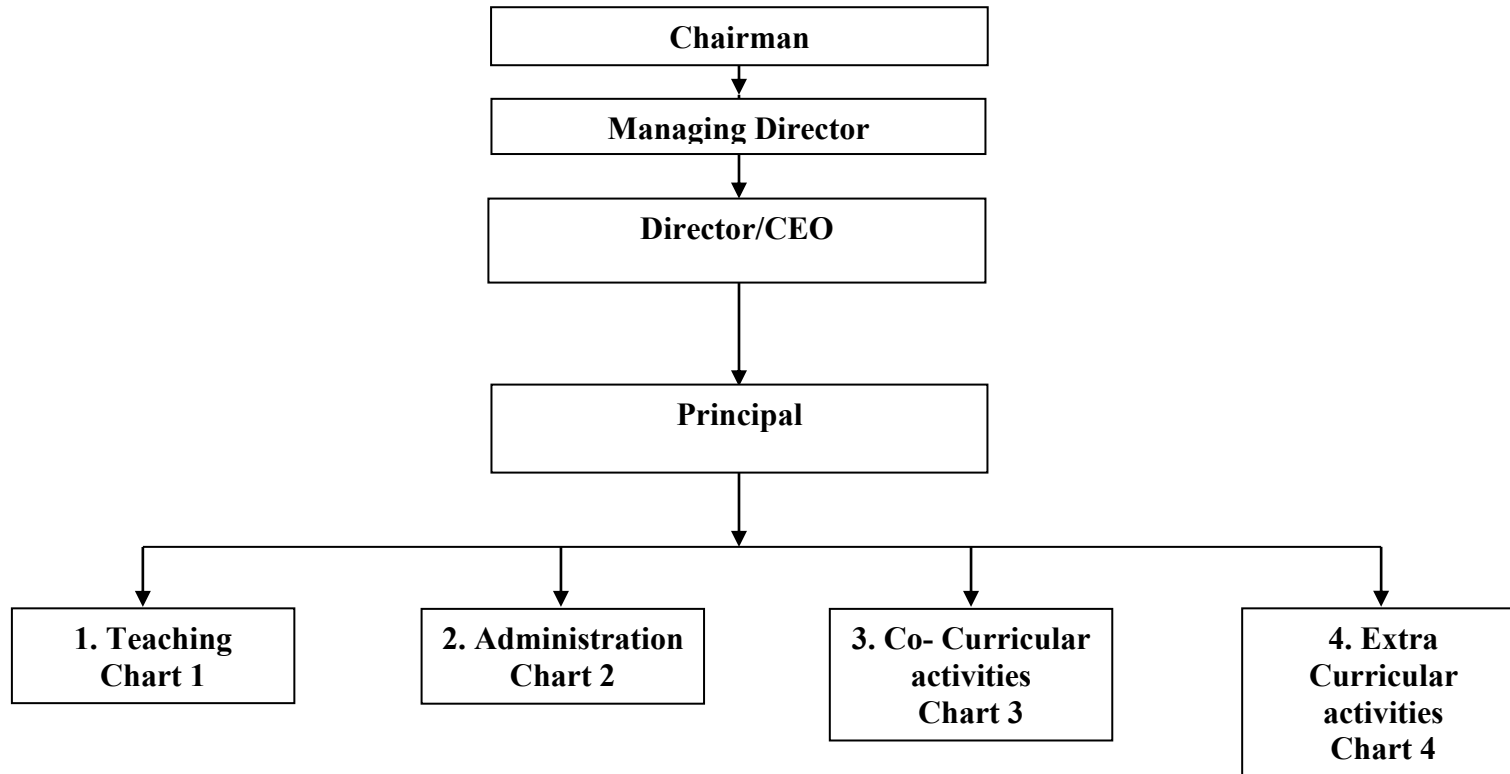 Chairman
Managing Director
Director/CEO
Principal
1. Teaching
Chart 1
2. Administration
Chart 2
3. Co- Curricular
activities
Chart 3
4. Extra
Curricular
activities
Chart 4